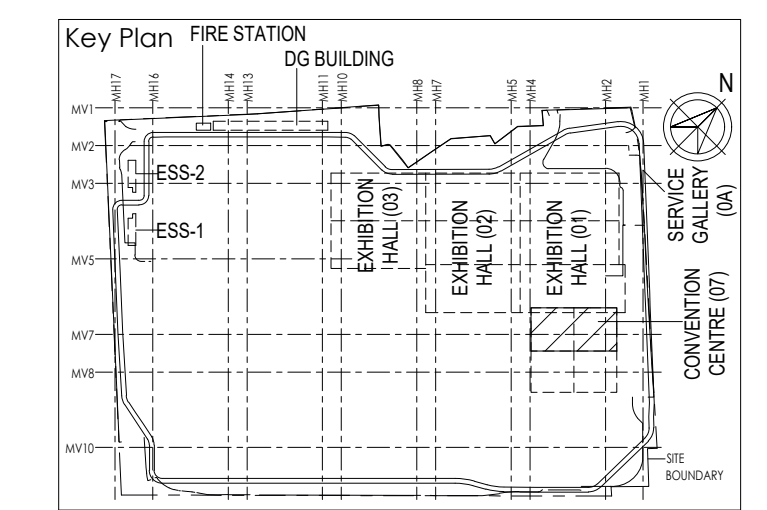 Key Plan
FIRE STATION
DG BUILDING
N
MH17
MH16
MH14
MH13
MH11
MH10
MH8
MH7
MH5
MH4
MH2
MH1
MV1
MV2
MV3
MV5
MV7
MV8
MV10
ESS-2
ESS-1
EXHIBITION
HALL (03)
EXHIBITION
HALL (02)
EXHIBITION
HALL (01)
SERVICE
GALLERY
(0A)
CONVENTION
CENTRE (07)
SITE
BOUNDARY